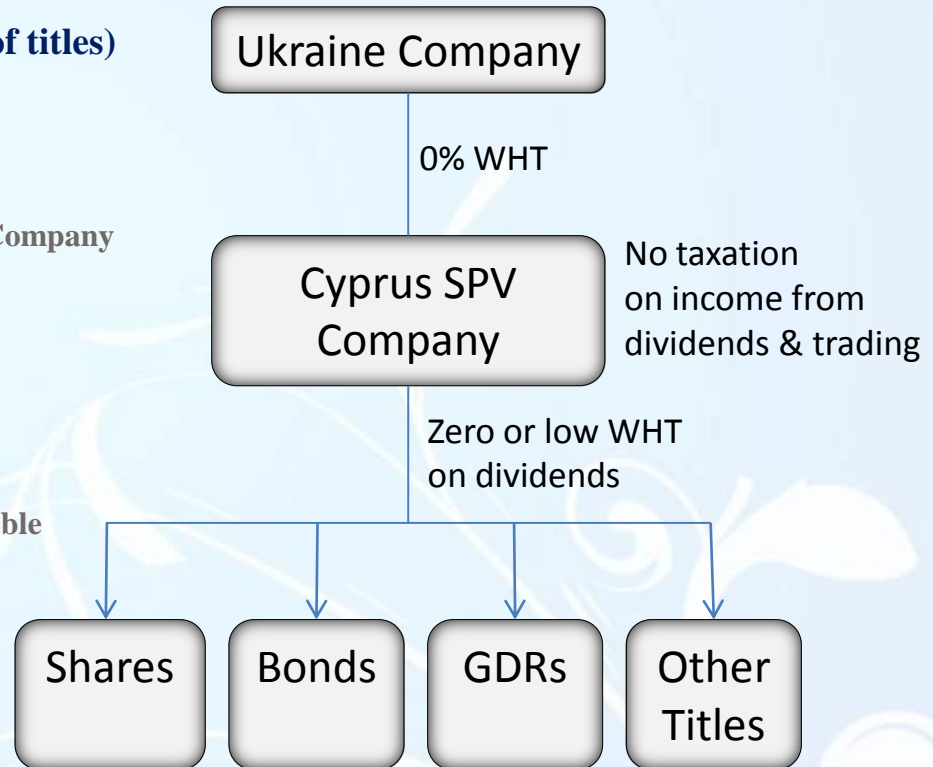 of titles)
Ukraine Company
0% WHT
Company
Cyprus SPV
Company
No taxation
on income from
dividends & trading
Zero or low WHT
on dividends
ble
Shares
Bonds
GDRs
Other
Titles